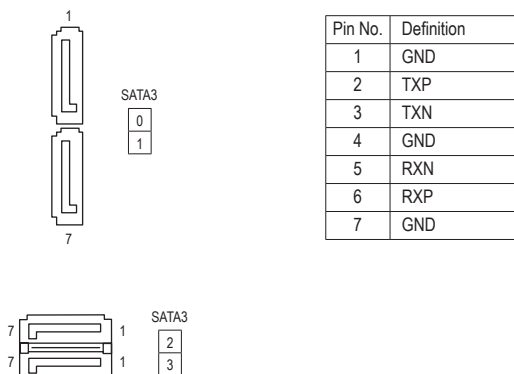 1
SATA3
0
1
7
Pin No. Definition
1 GND
2 TXP
3 TXN
4 GND
5 RXN
6 RXP
7 GND
SATA3
7 1 2
7 1 3